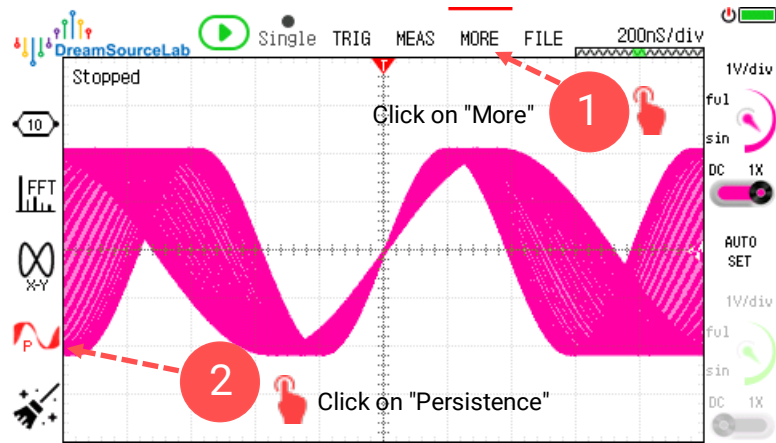 DreamSourceLab
Single TRIG MEAS MORE FILE 200nS/div
Stopped
T
1V/div
Click on "More"
1
ful
sin
10
DC 1X
FFT
AUTO
SET
X-Y
1V/div
ful
P
sin
2
Click on "Persistence"
DC 1X